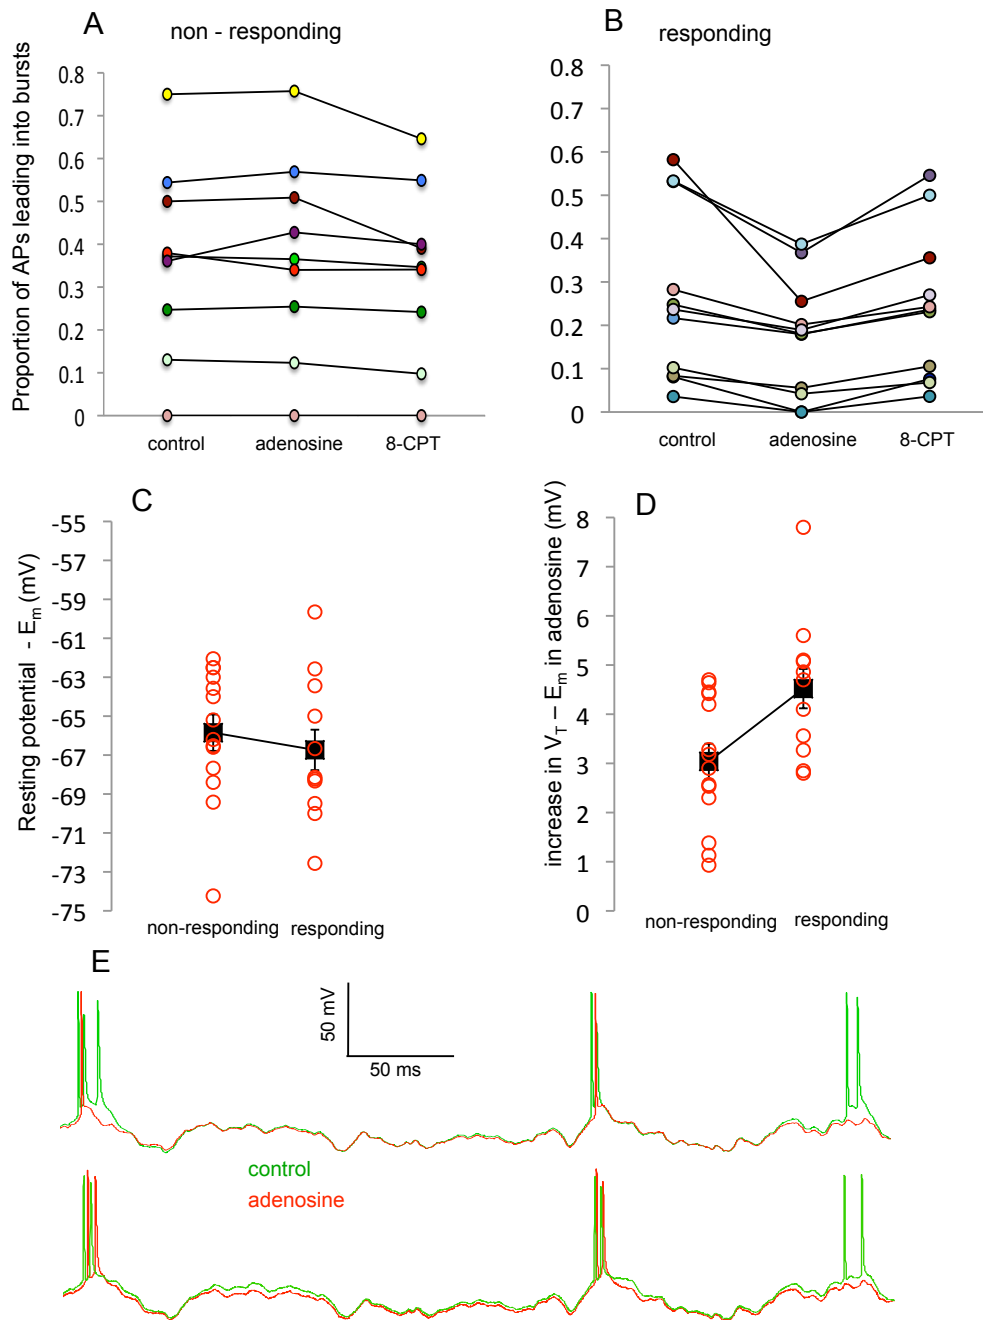 A
non - responding
B
responding
Proportion of APs leading into bursts
0.8
0.7
0.6
0.5
0.4
0.3
0.2
0.1
0
control
adenosine
8-CPT
0.8
0.7
0.6
0.5
0.4
0.3
0.2
0.1
0
control
adenosine
8-CPT
C
Resting potential - Em (mV)
-55
-57
-59
-61
-63
-65
-67
-69
-71
-73
-75
non-responding
responding
D
increase in VT – Em in adenosine (mV)
8
7
6
5
4
3
2
1
0
non-responding
responding
E
50 mV
50 ms
control
adenosine